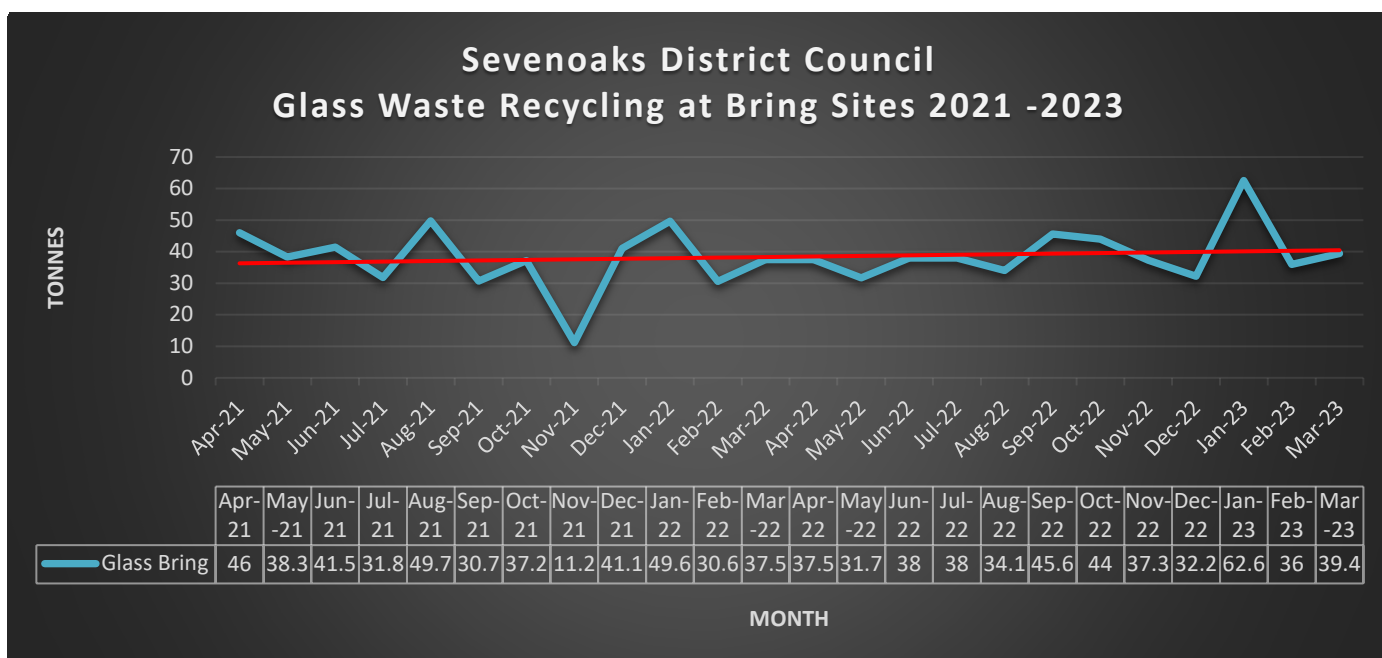 Sevenoaks District Council
Glass Waste Recycling at Bring Sites 2021 -2023
70
60
50
40
30
20
10
0
TONNES
Apr-21 May-21 Jun-21 Jul-21 Aug-21 Sep-21 Oct-21 Nov-21 Dec-21 Jan-22 Feb-22 Mar-22 Apr-22 May-22 Jun-22 Jul-22 Aug-22 Sep-22 Oct-22 Nov-22 Dec-22 Jan-23 Feb-23 Mar-23
Apr- May Jun- Jul- Aug- Sep- Oct- Nov- Dec- Jan- Feb- Mar Apr- May Jun- Jul- Aug- Sep- Oct- Nov- Dec- Jan- Feb- Mar
21 -21 21 21 21 21 21 21 21 22 22 -22 22 -22 22 22 22 22 22 22 22 23 23 -23
Glass Bring 46 38.3 41.5 31.8 49.7 30.7 37.2 11.2 41.1 49.6 30.6 37.5 37.5 31.7 38 38 34.1 45.6 44 37.3 32.2 62.6 36 39.4
MONTH